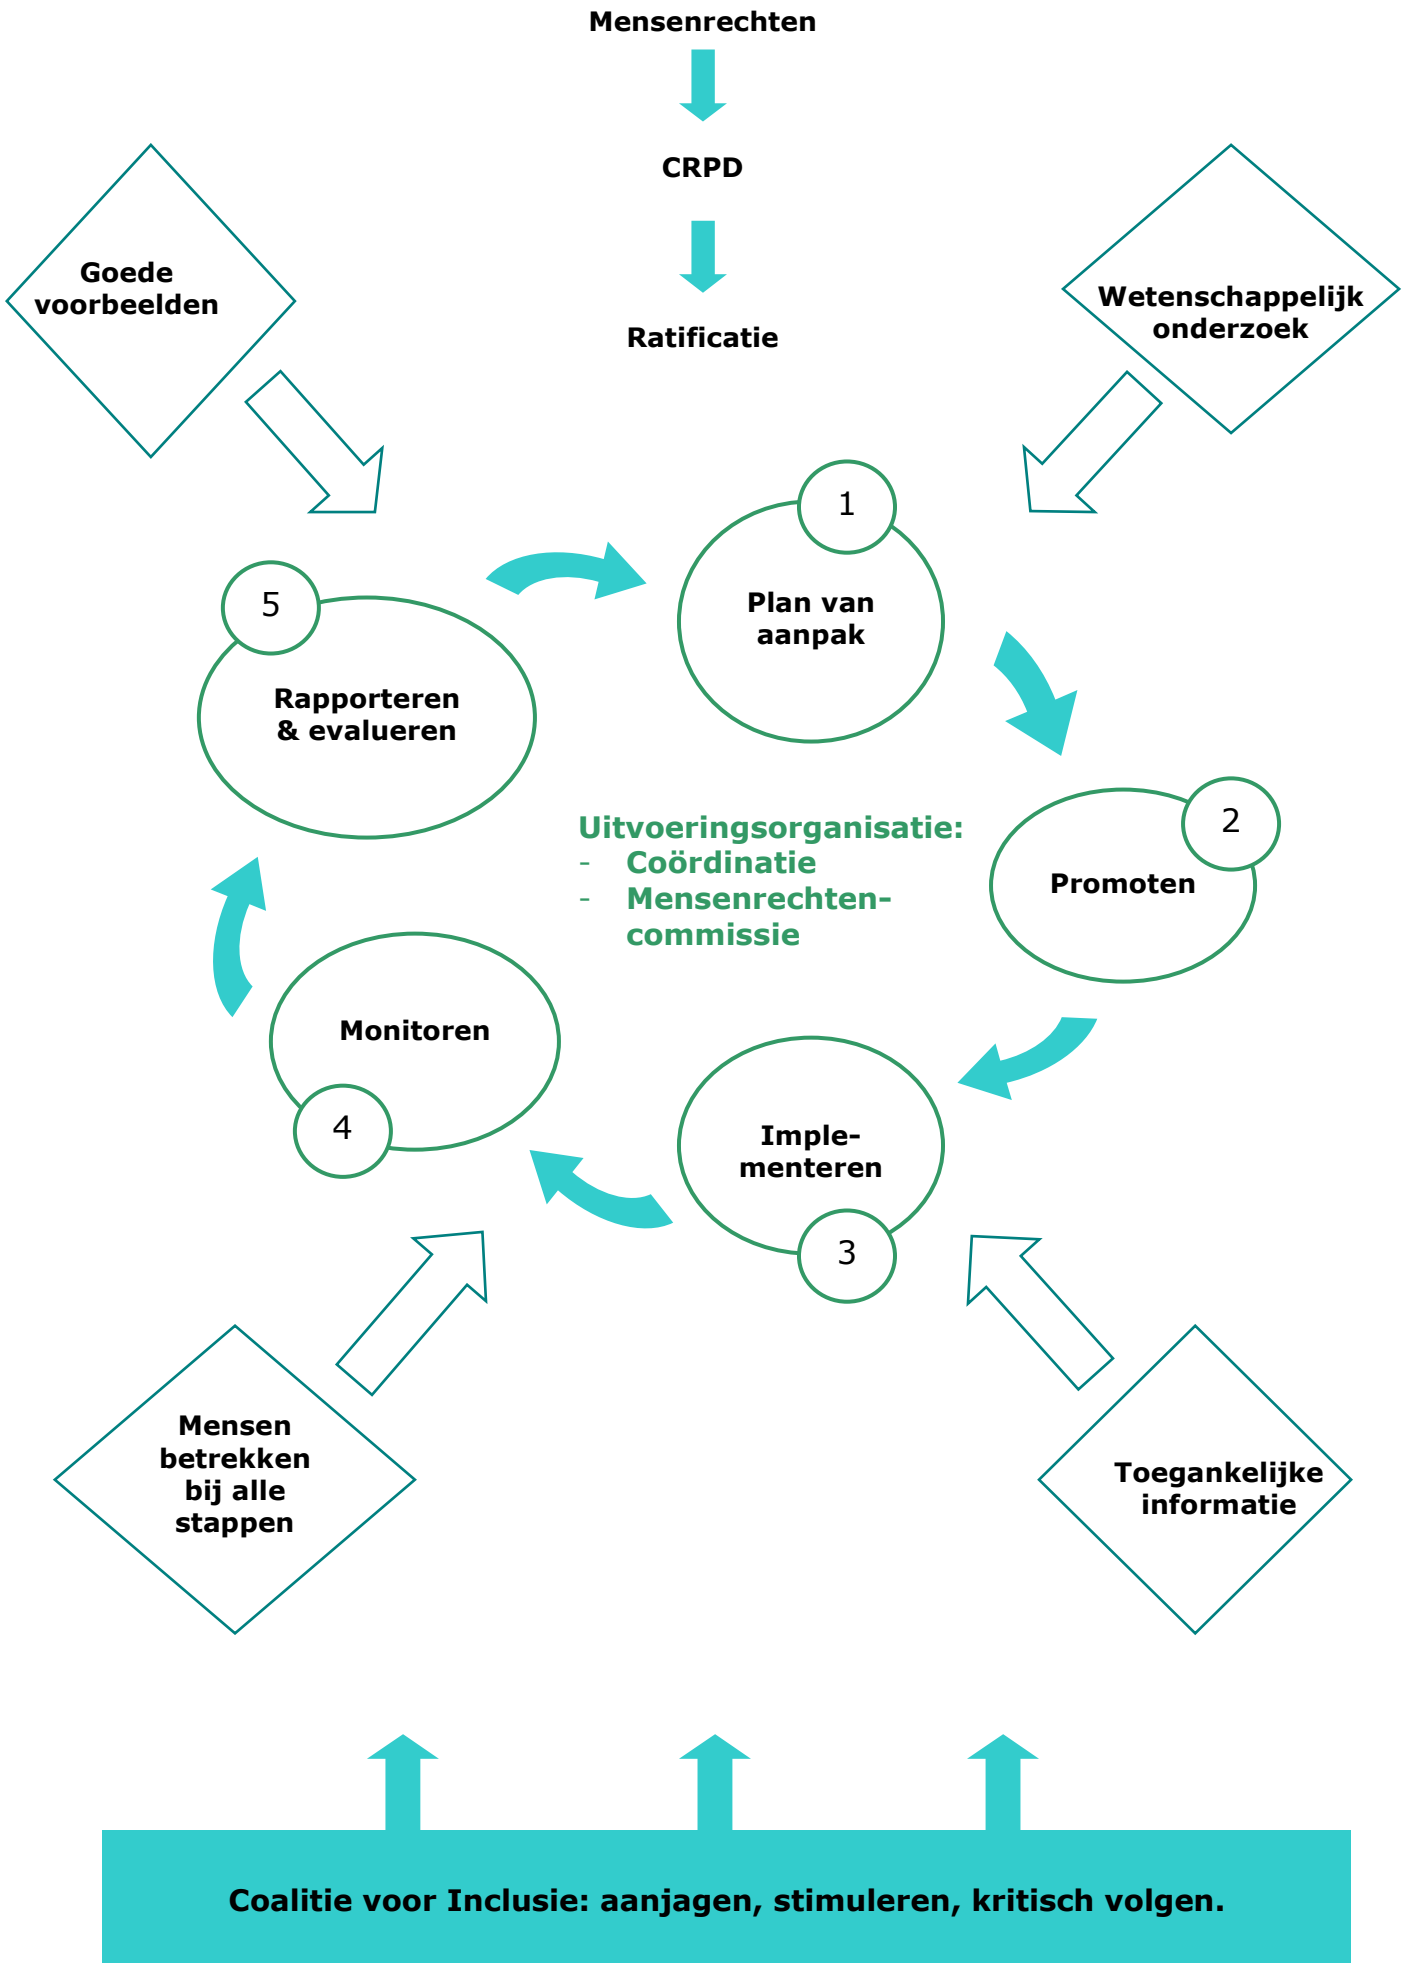 Mensenrechten
CRPD
Ratificatie
Goede
voorbeelden
Wetenschappelijk
onderzoek
1
Plan van
aanpak
5
Rapporteren
& evalueren
2
Promoten
Uitvoeringsorganisatie:
- Coördinatie
- Mensenrechten-
commissie
Monitoren
4
Imple-
menteren
3
Mensen
betrekken
bij alle
stappen
Toegankelijke
informatie
Coalitie voor Inclusie: aanjagen, stimuleren, kritisch volgen.